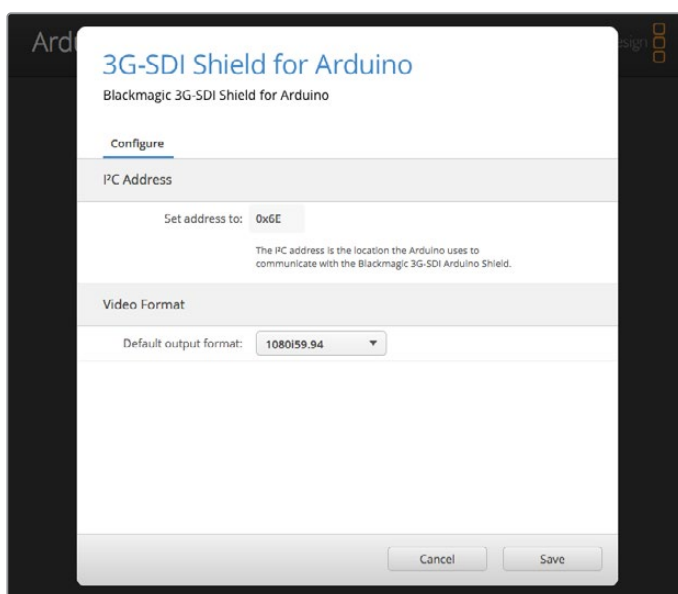 Ard
esign
3G-SDI Shield for Arduino
Blackmagic 3G-SDI Shield for Arduino
Configure
I²C Address
Set address to: 0x6E
The I²C address is the location the Arduino uses to
communicate with the Blackmagic 3G-SDI Arduino Shield.
Video Format
Default output format: 1080i59.94
Cancel Save